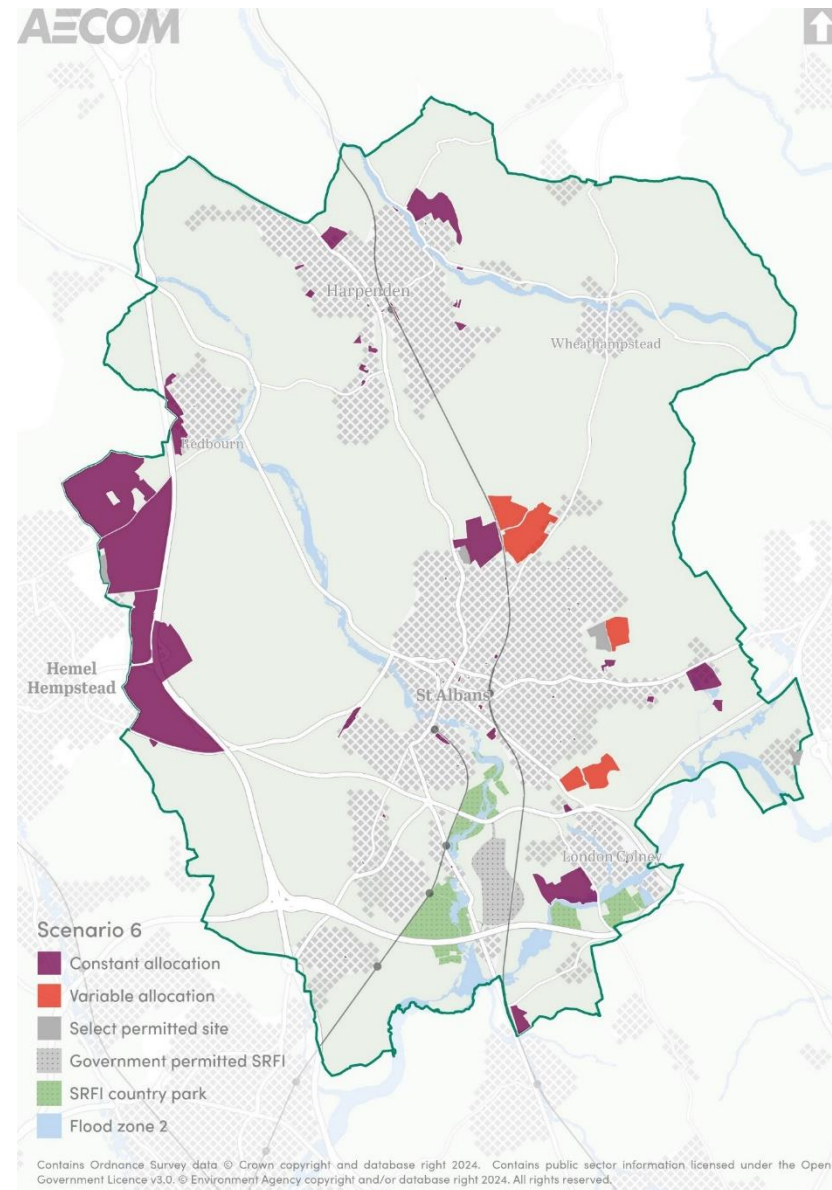 AECOM
Harpenden
Wheathampstead
Redbourn
Hemel
Hempstead
St Albans
London Colney
Scenario 6
Constant allocation
Variable allocation
Select permitted site
Government permitted SRFI
SRFI country park
Flood zone 2
Contains Ordnance Survey data © Crown copyright and database right 2024. Contains public sector information licensed under the Open
Government Licence v3.0. © Environment Agency copyright and/or database right 2024. All rights reserved.